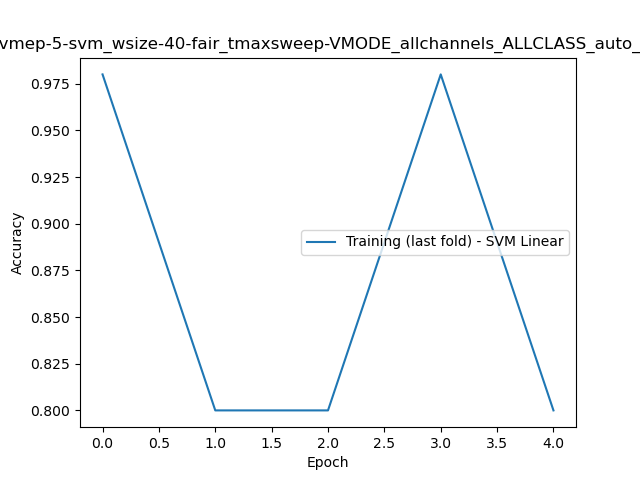 vmep-5-svm_wsize-40-fair_tmaxsweep-VMODE_allchannels_ALLCLASS_auto_
0.975
0.950
0.925
0.900
0.875
0.850
0.825
0.800
Accuracy
Training (last fold) - SVM Linear
0.0 0.5 1.0 1.5 2.0 2.5 3.0 3.5 4.0
Epoch